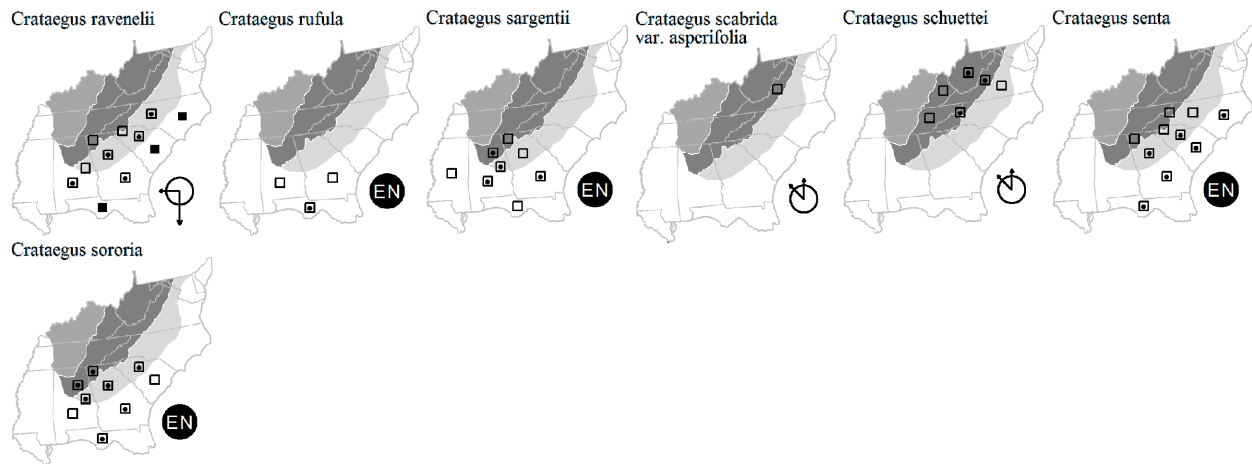 Crataegus ravenelii
Crataegus rufula
Crataegus sargentii
Crataegus scabrida
var. asperifolia
Crataegus schuettei
Crataegus senta
EN
EN
EN
Crataegus sororia
EN